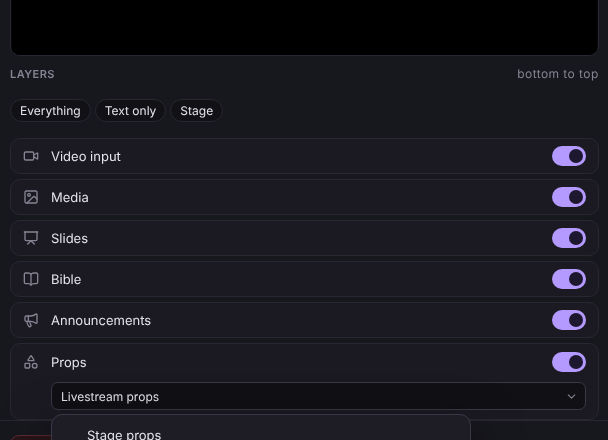 LAYERS bottom to top
Everything Text only Stage
Video input
Media
Slides
Bible
Announcements
Props
Livestream props
Stage props